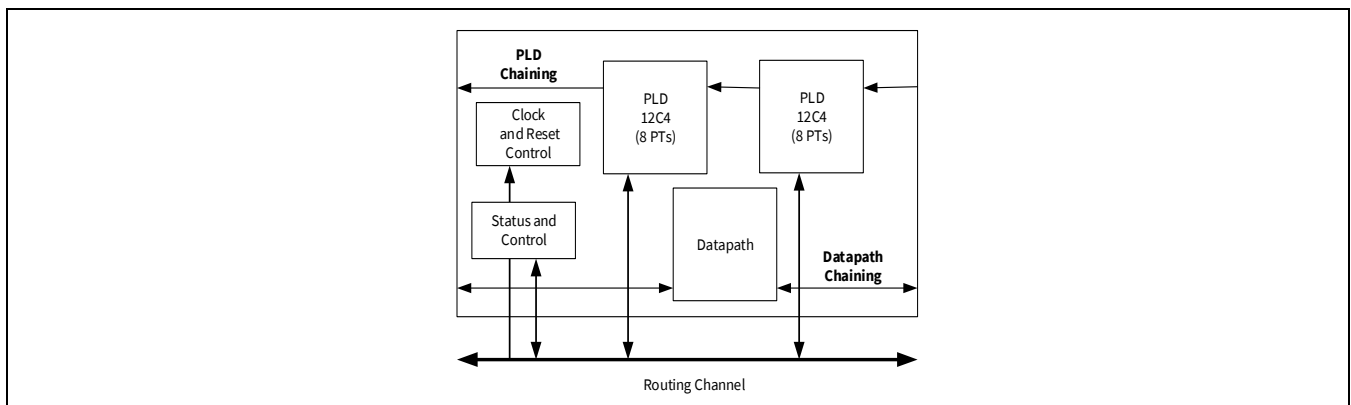 PLD
Chaining
PLD
12C4
(8 PTs)
PLD
12C4
(8 PTs)
Clock
and Reset
Control
Status and
Control
Datapath
Datapath
Chaining
Routing Channel